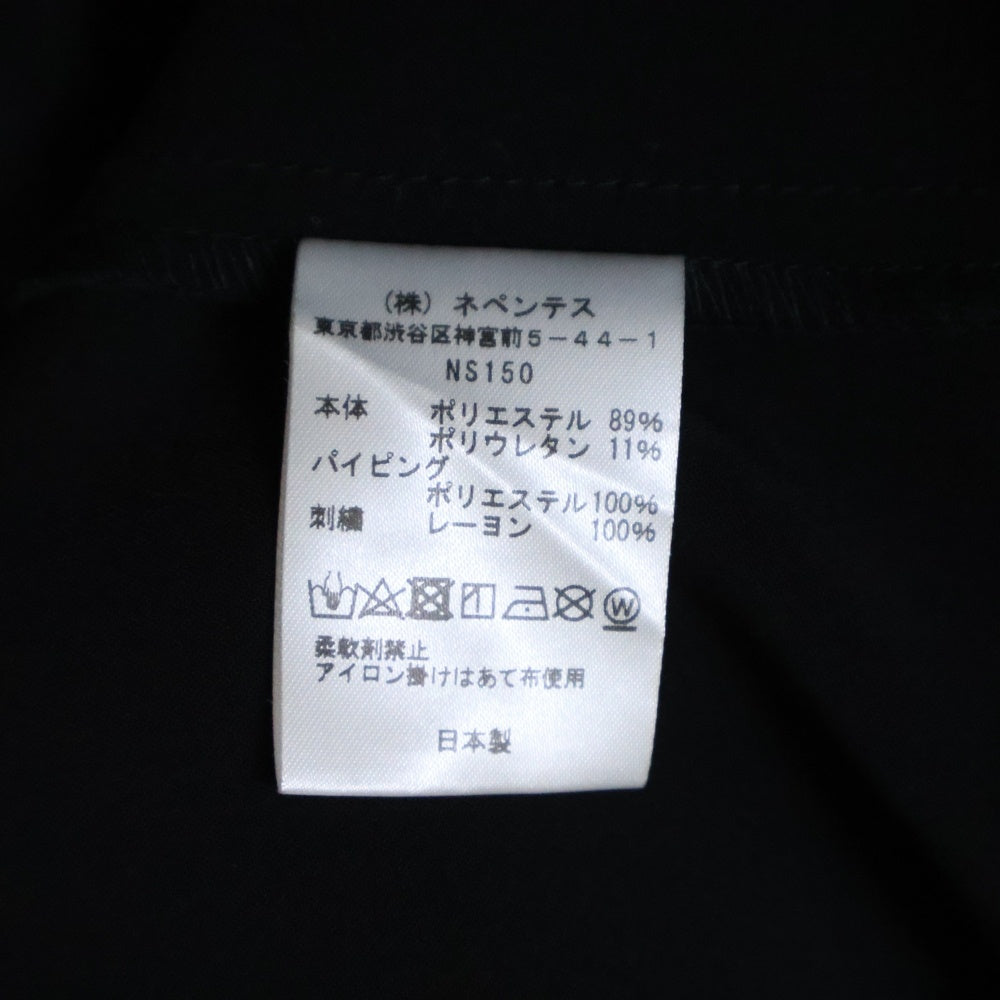 （株）ネペンテス
東京都渋谷区神宮前５－４４－１
NS150
本体 ポリエステル 89%
ポリウレタン 11%
パイピング
ポリエステル 100%
刺繍 レーヨン 100%
W
柔軟剤禁止
アイロン掛けはあて布使用
日本製